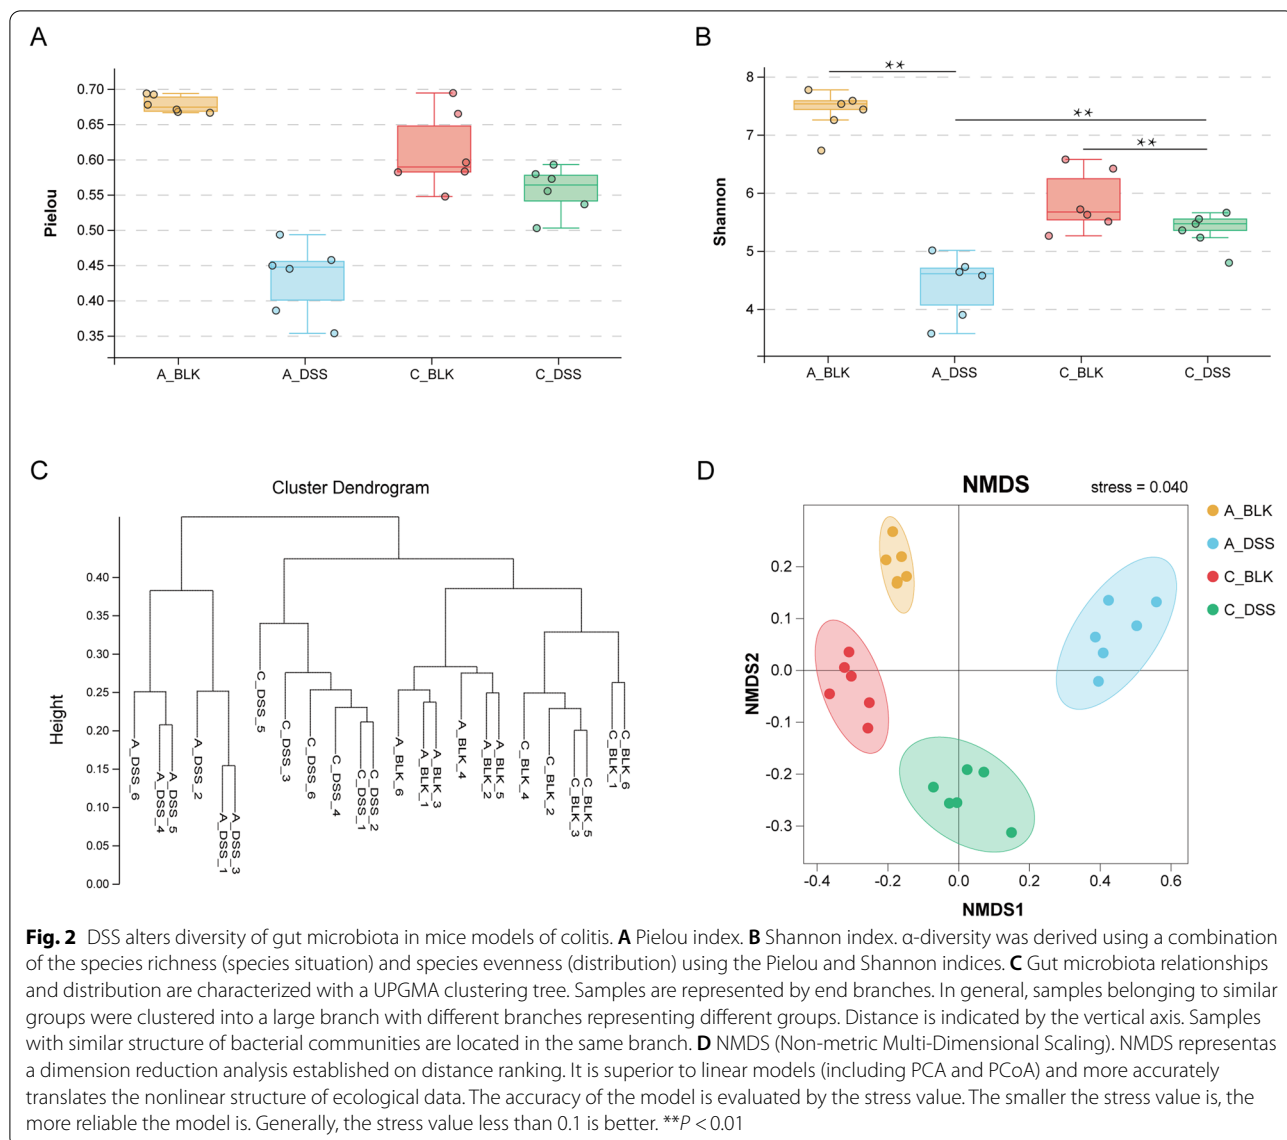 A
0.70
0.65
0.60
0.55
0.50
0.45
0.40
0.35
Pielou
A_BLK A_DSS C_BLK C_DSS
B
8
7
6
5
4
Shannon
**
**
**
A_BLK A_DSS C_BLK C_DSS
C
Cluster Dendrogram
Height
0.40
0.35
0.30
0.25
0.20
0.15
0.10
0.05
0.00
A_DSS_6
A_DSS_4
A_DSS_5
A_DSS_2
A_DSS_1
A_DSS_3
C_DSS_5
C_DSS_3
C_DSS_6
C_DSS_4
C_DSS_1
C_DSS_2
A_BLK_6
A_BLK_1
A_BLK_3
A_BLK_4
A_BLK_2
A_BLK_5
C_BLK_4
C_BLK_2
C_BLK_3
C_BLK_5
C_BLK_1
C_BLK_6
D
NMDS
stress = 0.040
A_BLK
A_DSS
C_BLK
C_DSS
NMDS2
0.2
0.1
0.0
-0.1
-0.2
-0.3
-0.4 -0.2 0.0 0.2 0.4 0.6
NMDS1
Fig. 2 DSS alters diversity of gut microbiota in mice models of colitis. A Pielou index. B Shannon index. α-diversity was derived using a combination
of the species richness (species situation) and species evenness (distribution) using the Pielou and Shannon indices. C Gut microbiota relationships
and distribution are characterized with a UPGMA clustering tree. Samples are represented by end branches. In general, samples belonging to similar
groups were clustered into a large branch with different branches representing different groups. Distance is indicated by the vertical axis. Samples
with similar structure of bacterial communities are located in the same branch. D NMDS (Non-metric Multi-Dimensional Scaling). NMDS representas
a dimension reduction analysis established on distance ranking. It is superior to linear models (including PCA and PCoA) and more accurately
translates the nonlinear structure of ecological data. The accuracy of the model is evaluated by the stress value. The smaller the stress value is, the
more reliable the model is. Generally, the stress value less than 0.1 is better. **P < 0.01